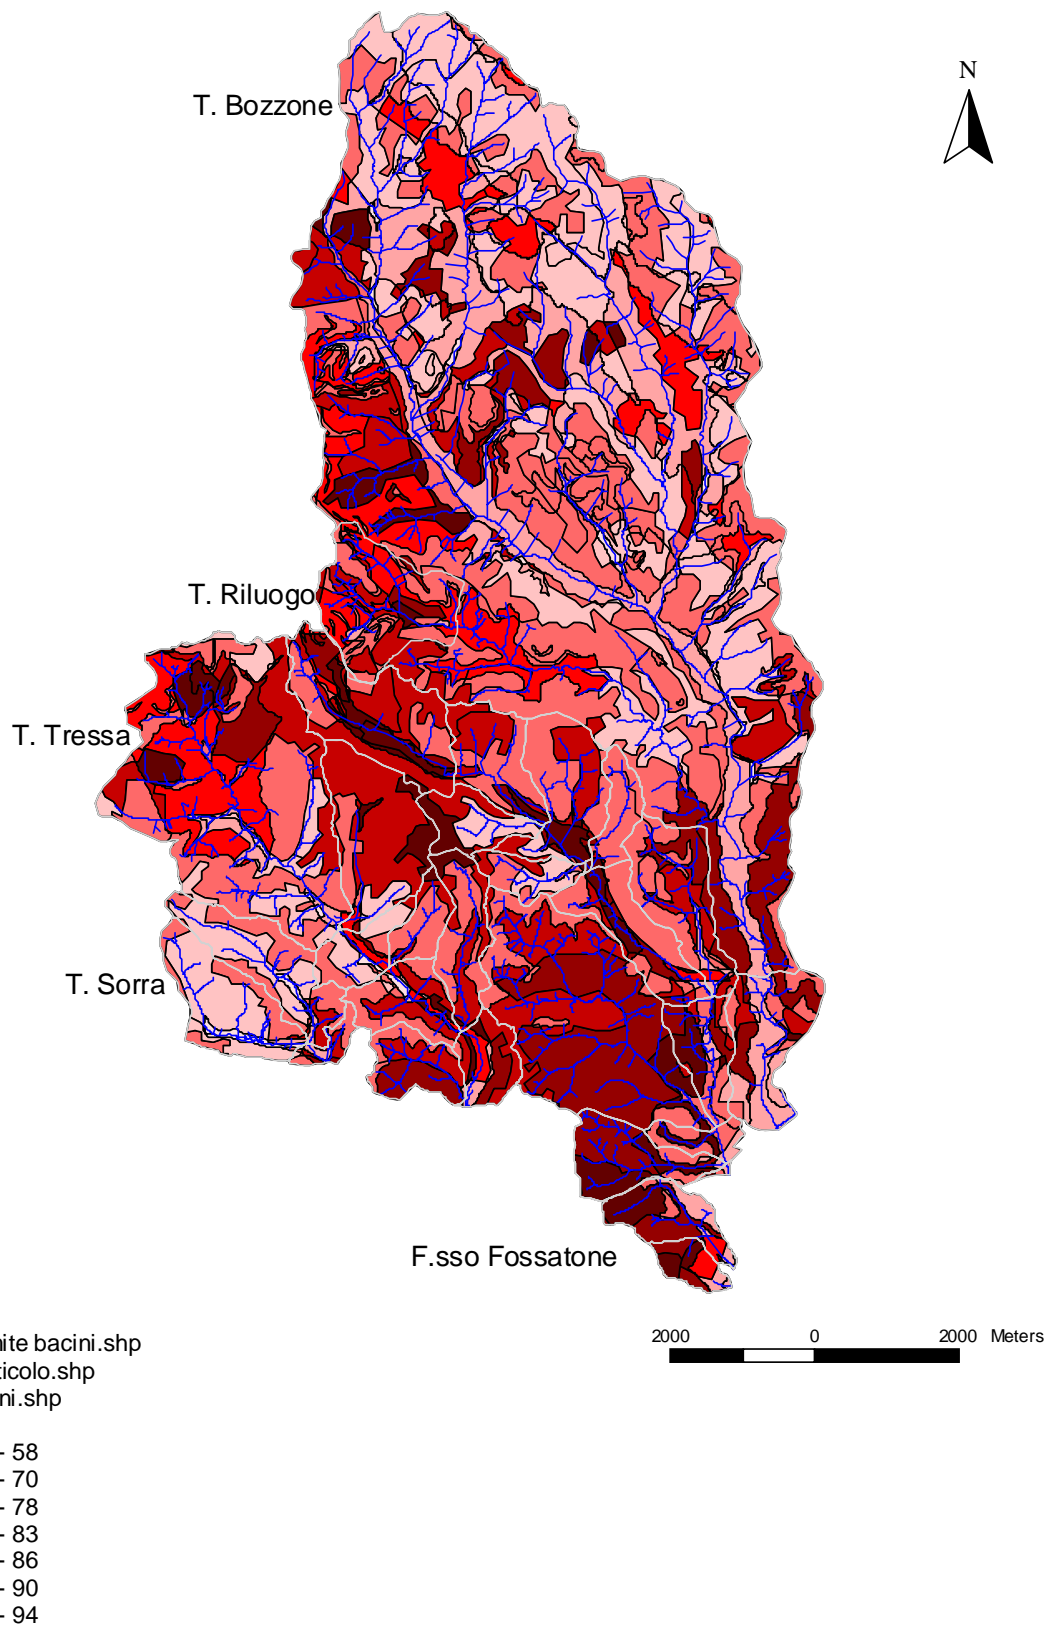 N
T. Bozzone
T. Riluogo
T. Tressa
T. Sorra
F.sso Fossatone
2000 0 2000 Meters
ite bacini.shp
icolo.shp
ni.shp
- 58
- 70
- 78
- 83
- 86
- 90
- 94